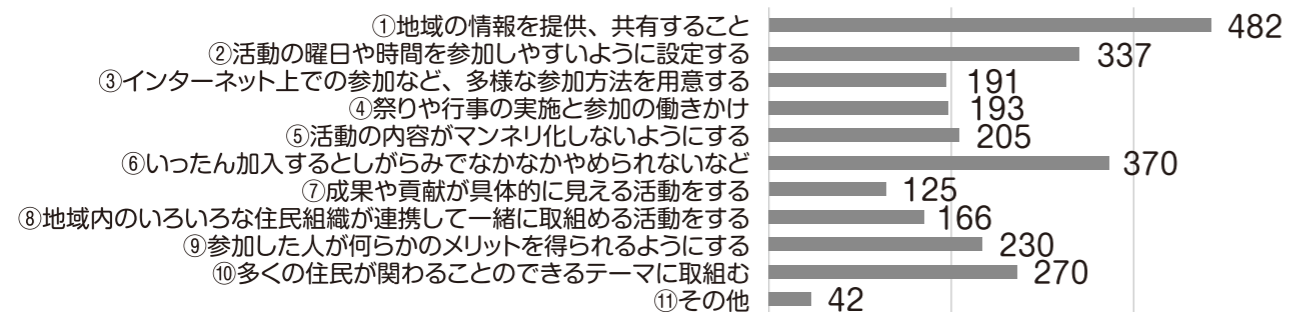 ①地域の情報を提供、共有すること 482
②活動の曜日や時間を参加しやすいように設定する 337
③インターネット上での参加など、多様な参加方法を用意する 191
④祭りや行事の実施と参加の働きかけ 193
⑤活動の内容がマンネリ化しないようにする 205
⑥いったん加入するとしがらみでなかなかやめられないなど 370
⑦成果や貢献が具体的に見える活動をする 125
⑧地域内のいろいろな住民組織が連携して一緒に取組める活動をする 166
⑨参加した人が何らかのメリットを得られるようにする 230
⑩多くの住民が関わることのできるテーマに取組む 270
⑪その他 42